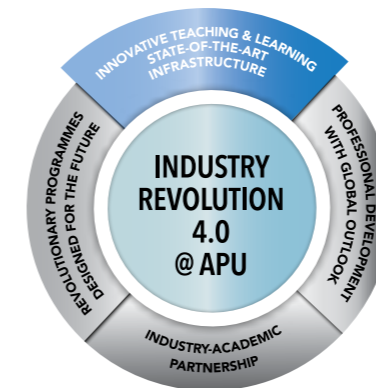 INNOVATIVE TEACHING & LEARNING
STATE-OF-THE-ART
INFRASTRUCTURE
PROFESSIONAL DEVELOPMENT
WITH GLOBAL OUTLOOK
INDUSTRY-ACADEMIC
PARTNERSHIP
REVOLUTIONARY PROGRAMMES
DESIGNED FOR THE FUTURE
INDUSTRY
REVOLUTION
4.0
@ APU